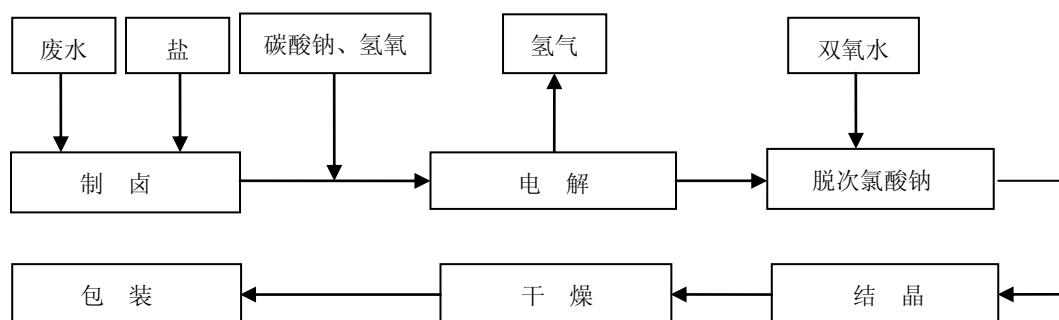 废水
盐
碳酸钠、氢氧
氢气
双氧水
制 卤
电 解
脱次氯酸钠
包 装
干 燥
结 晶